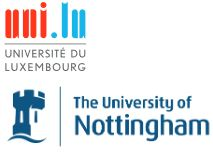 uni.lu
UNIVERSITÉ DU
LUXEMBOURG
The University of
Nottingham